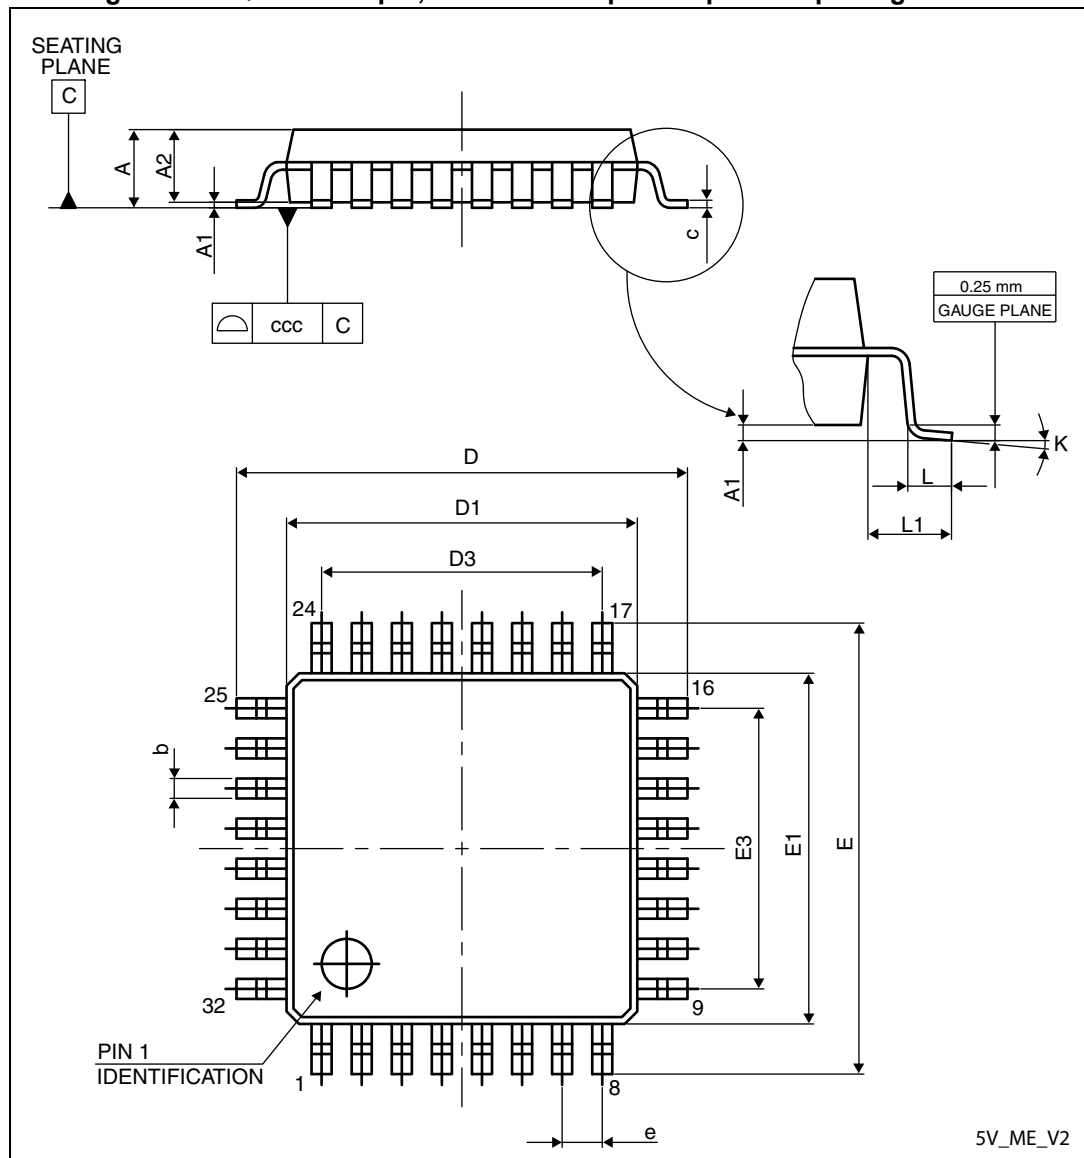 SEATING
PLANE
C
A
A2
A1
c
ccc C
0.25 mm
GAUGE PLANE
K
A1
L
L1
D
D1
D3
24
17
25
16
b
E3
E1
E
32
9
PIN 1
IDENTIFICATION
1
8
e
5V_ME_V2